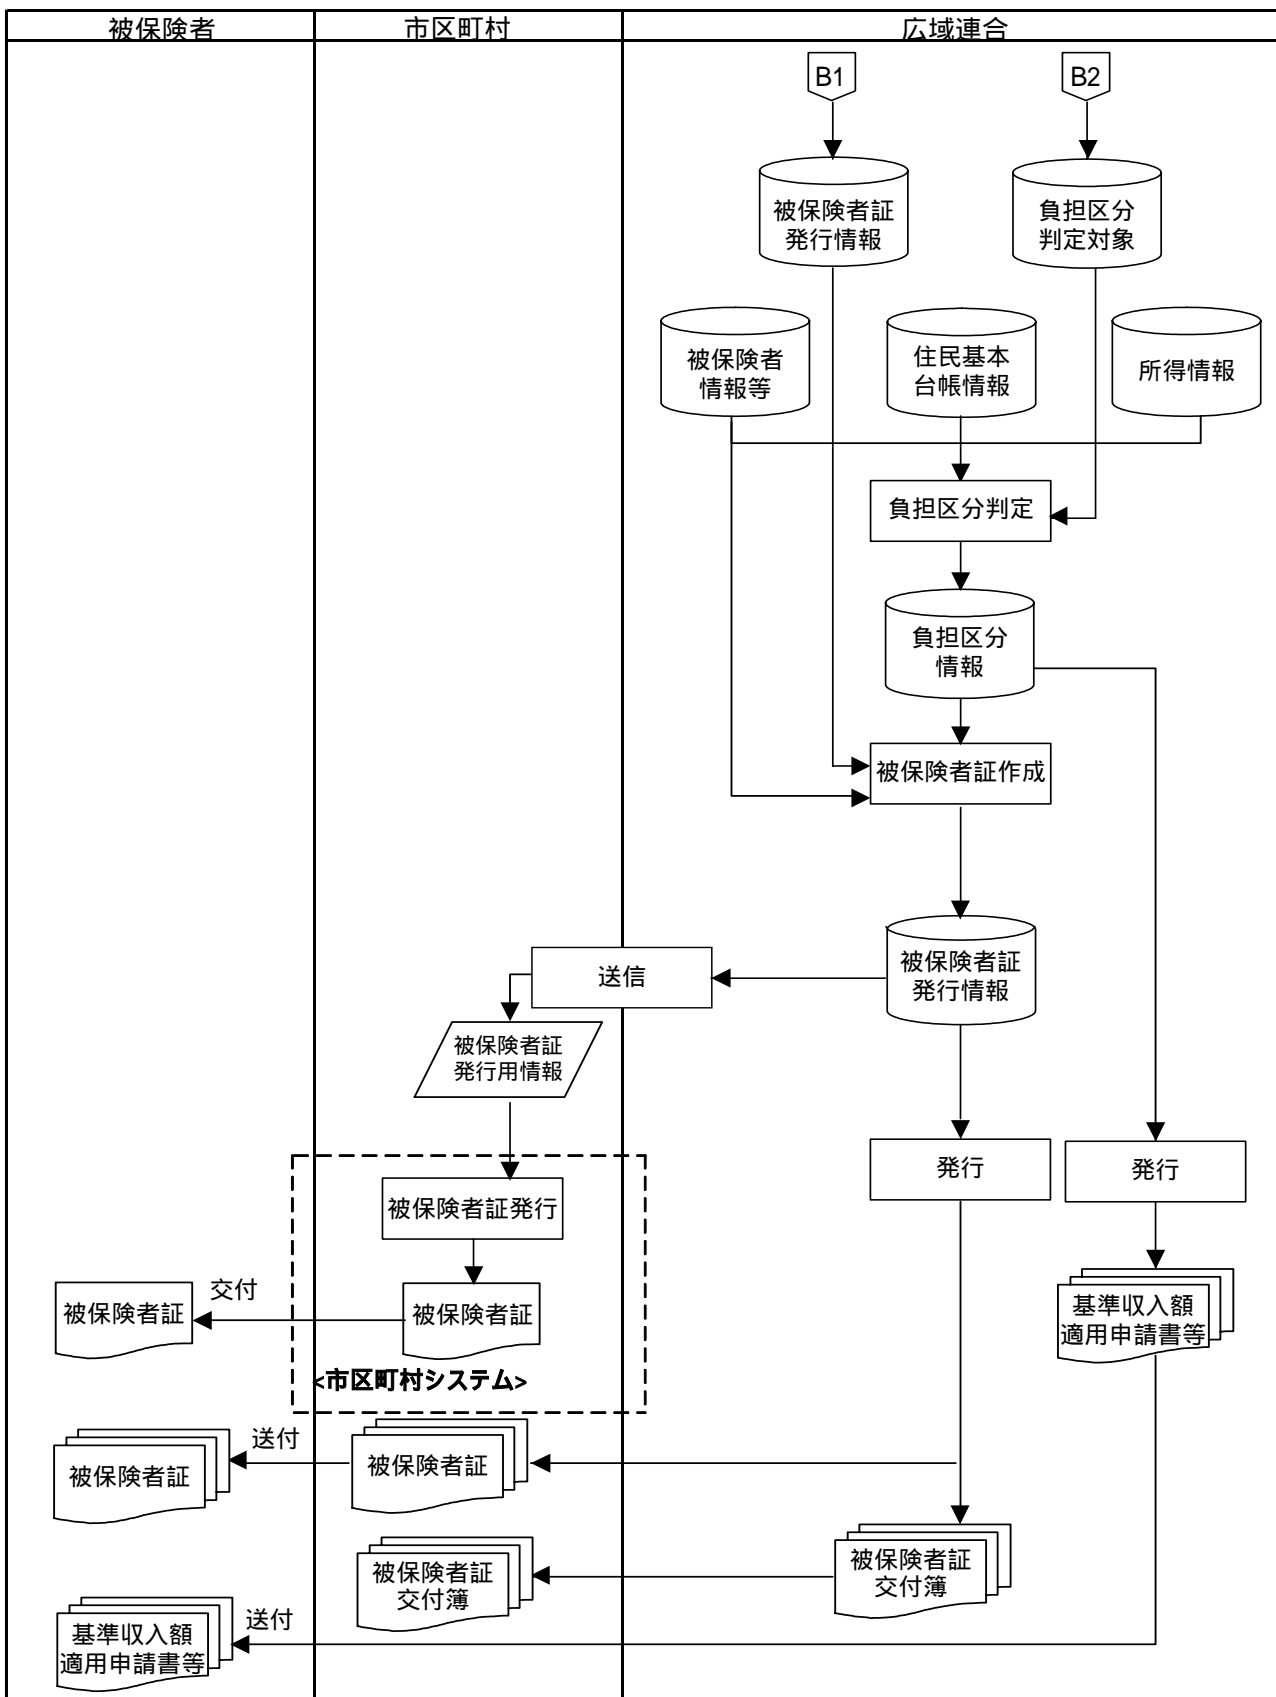 被保険者
市区町村
広域連合
B1
B2
被保険者証
発行情報
負担区分
判定対象
被保険者
情報等
住民基本
台帳情報
所得情報
負担区分判定
負担区分
情報
被保険者証作成
被保険者証
発行情報
送信
被保険者証
発行用情報
発行
発行
被保険者証発行
被保険者証
交付
被保険者証
<市区町村システム>
基準収入額
適用申請書等
被保険者証
送付
被保険者証
被保険者証
交付簿
被保険者証
交付簿
基準収入額
適用申請書等
送付